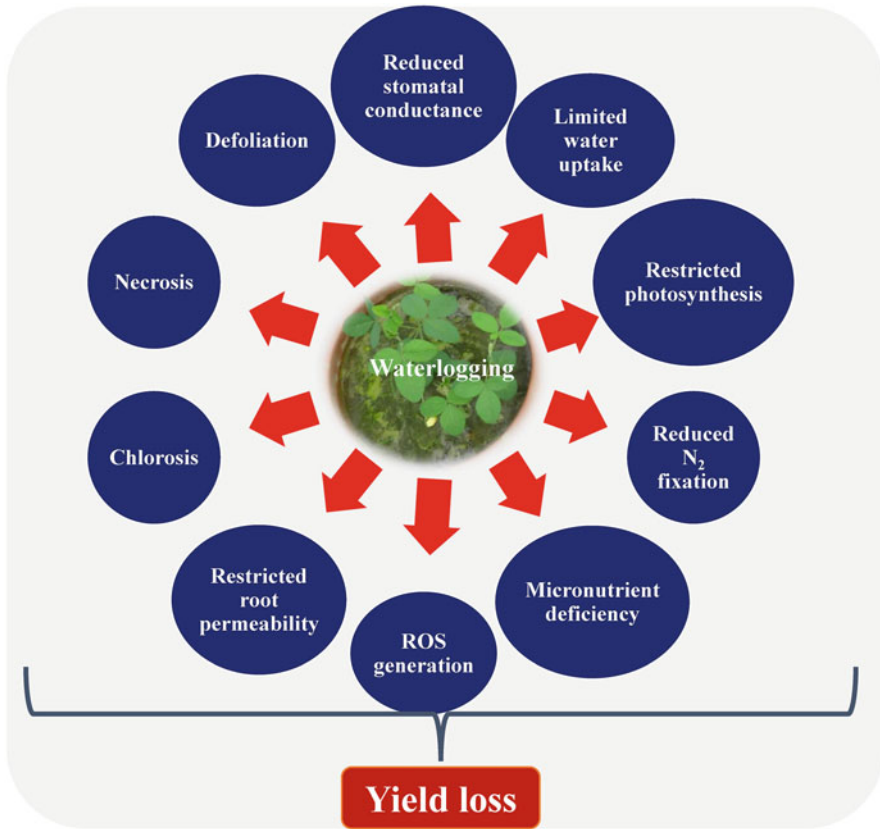 Reduced
stomatal
conductance
Limited
water
uptake
Restricted
photosynthesis
Reduced
N₂
fixation
Micronutrient
deficiency
ROS
generation
Restricted
root
permeability
Chlorosis
Necrosis
Defoliation
Waterlogging
Yield loss